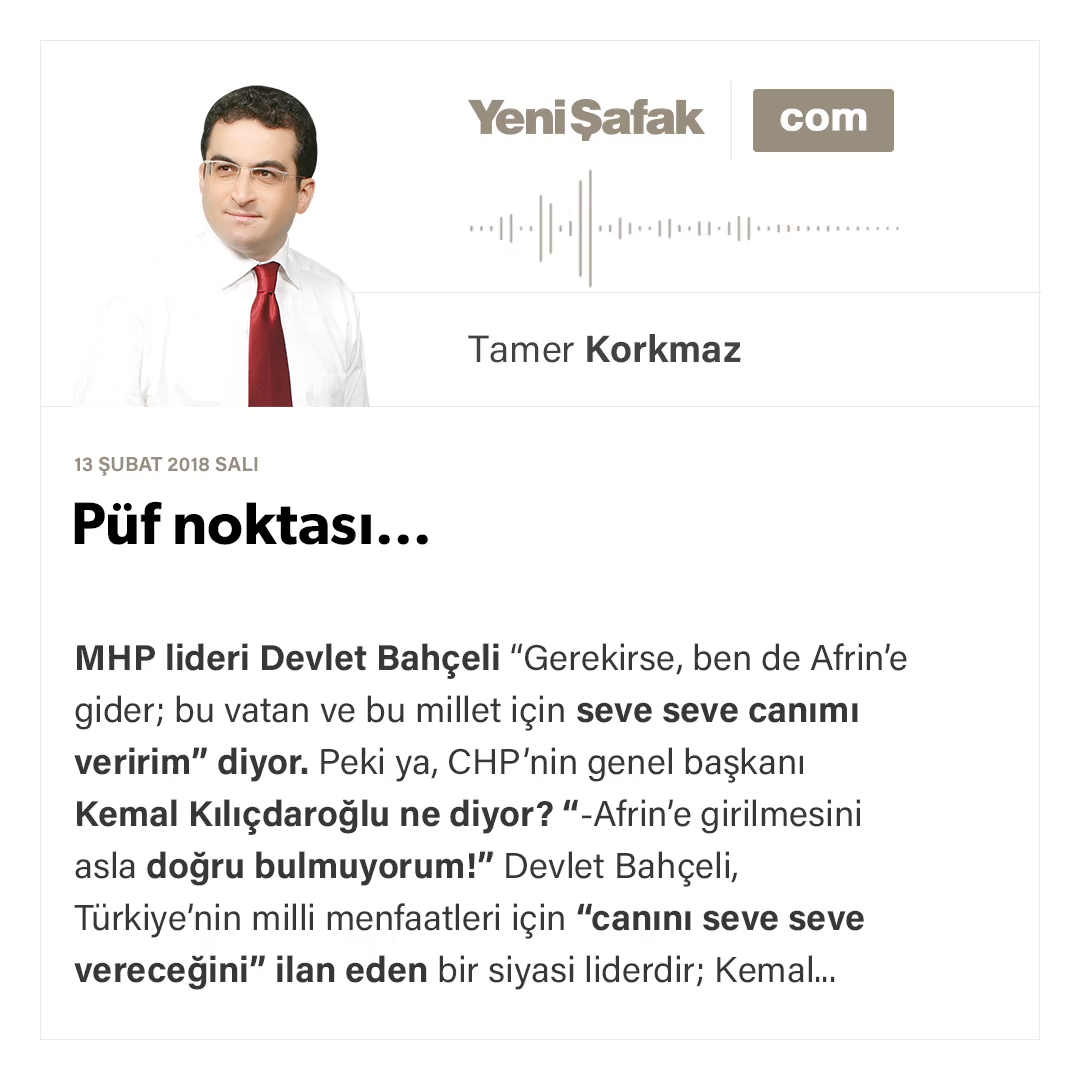 YeniŞafak
com
Tamer Korkmaz
13 ŞUBAT 2018 SALI
Püf noktası...
MHP lideri Devlet Bahçeli “Gerekirse, ben de Afrin’e
gider; bu vatan ve bu millet için seve seve canımı
veririm” diyor. Peki ya, CHP’nin genel başkanı
Kemal Kılıçdaroğlu ne diyor? “-Afrin’e girilmesini
asla doğru bulmuyorum!” Devlet Bahçeli,
Türkiye’nin milli menfaatleri için “canını seve seve
vereceğini” ilan eden bir siyasi liderdir; Kemal...